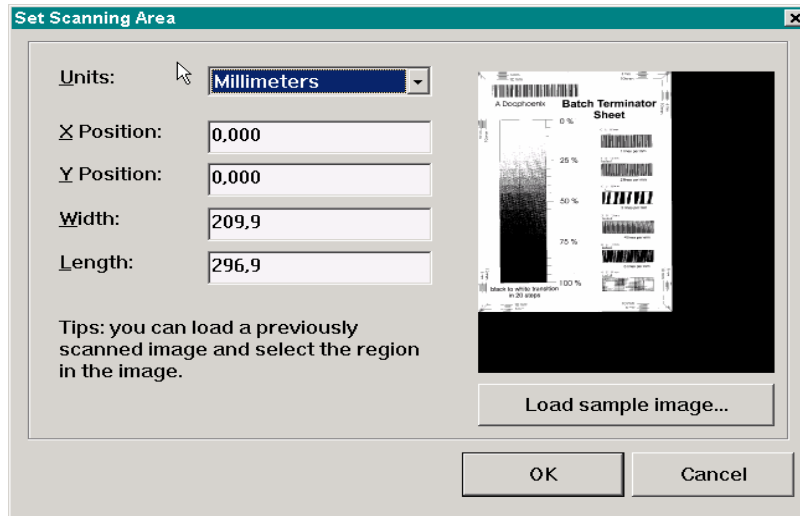 Set Scanning Area
Units:
Millimeters
X Position:
0,000
Y Position:
0,000
Width:
209,9
Length:
296,9
Tips: you can load a previously
scanned image and select the region
in the image.
A Docphoenix
Batch Terminator
Sheet
0 %
25 %
50 %
75 %
100 %
black to white transition
in 20 steps
Load sample image...
OK
Cancel